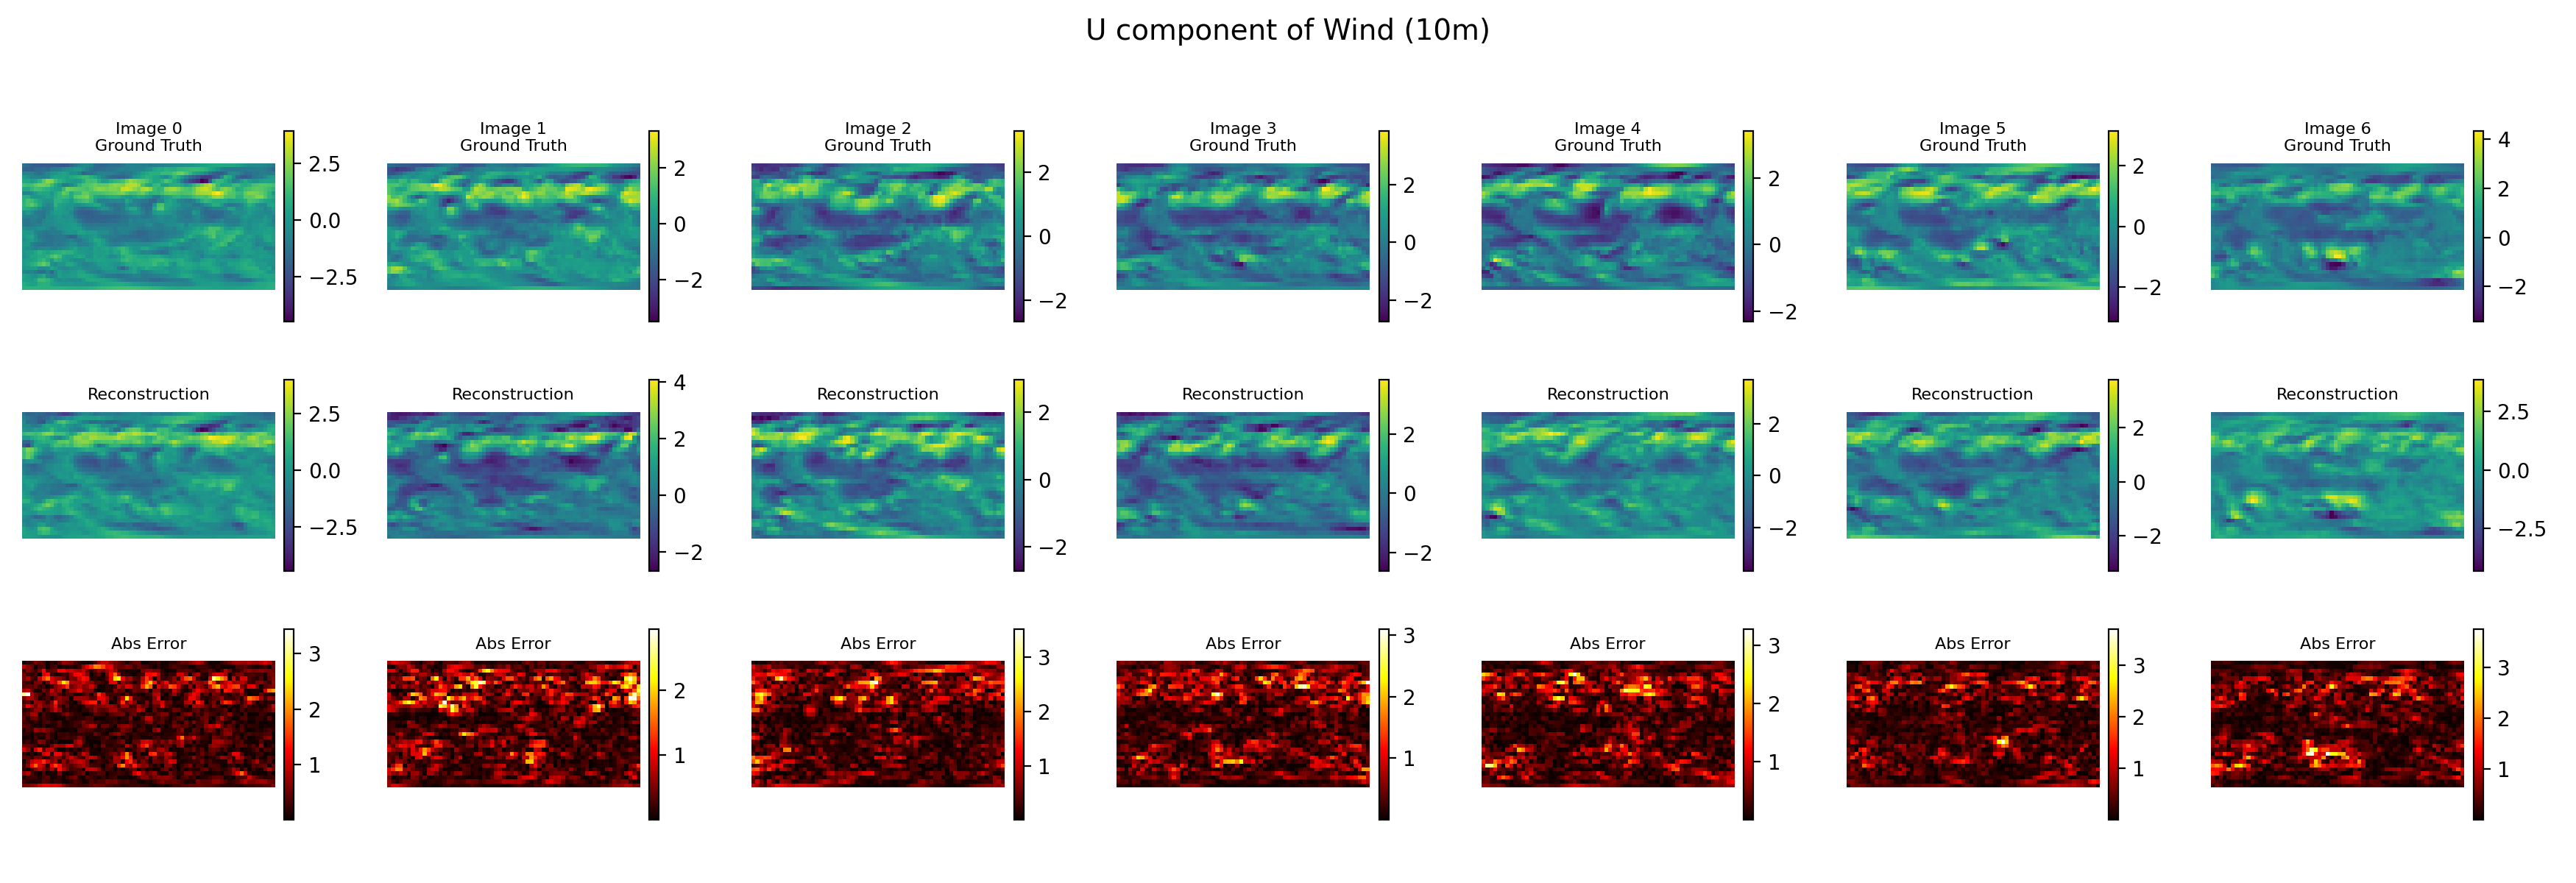 U component of Wind (10m)
Image 0
Ground Truth
2.5
0.0
−2.5
Image 1
Ground Truth
2
0
−2
Image 2
Ground Truth
2
0
−2
Image 3
Ground Truth
2
0
−2
Image 4
Ground Truth
2
0
−2
Image 5
Ground Truth
2
0
−2
Image 6
Ground Truth
4
2
0
−2
Reconstruction
2.5
0.0
−2.5
Reconstruction
4
2
0
−2
Reconstruction
2
0
−2
Reconstruction
2
0
−2
Reconstruction
2
0
−2
Reconstruction
2
0
−2
Reconstruction
2.5
0.0
−2.5
Abs Error
3
2
1
Abs Error
2
1
Abs Error
3
2
1
Abs Error
3
2
1
Abs Error
3
2
1
Abs Error
3
2
1
Abs Error
3
2
1